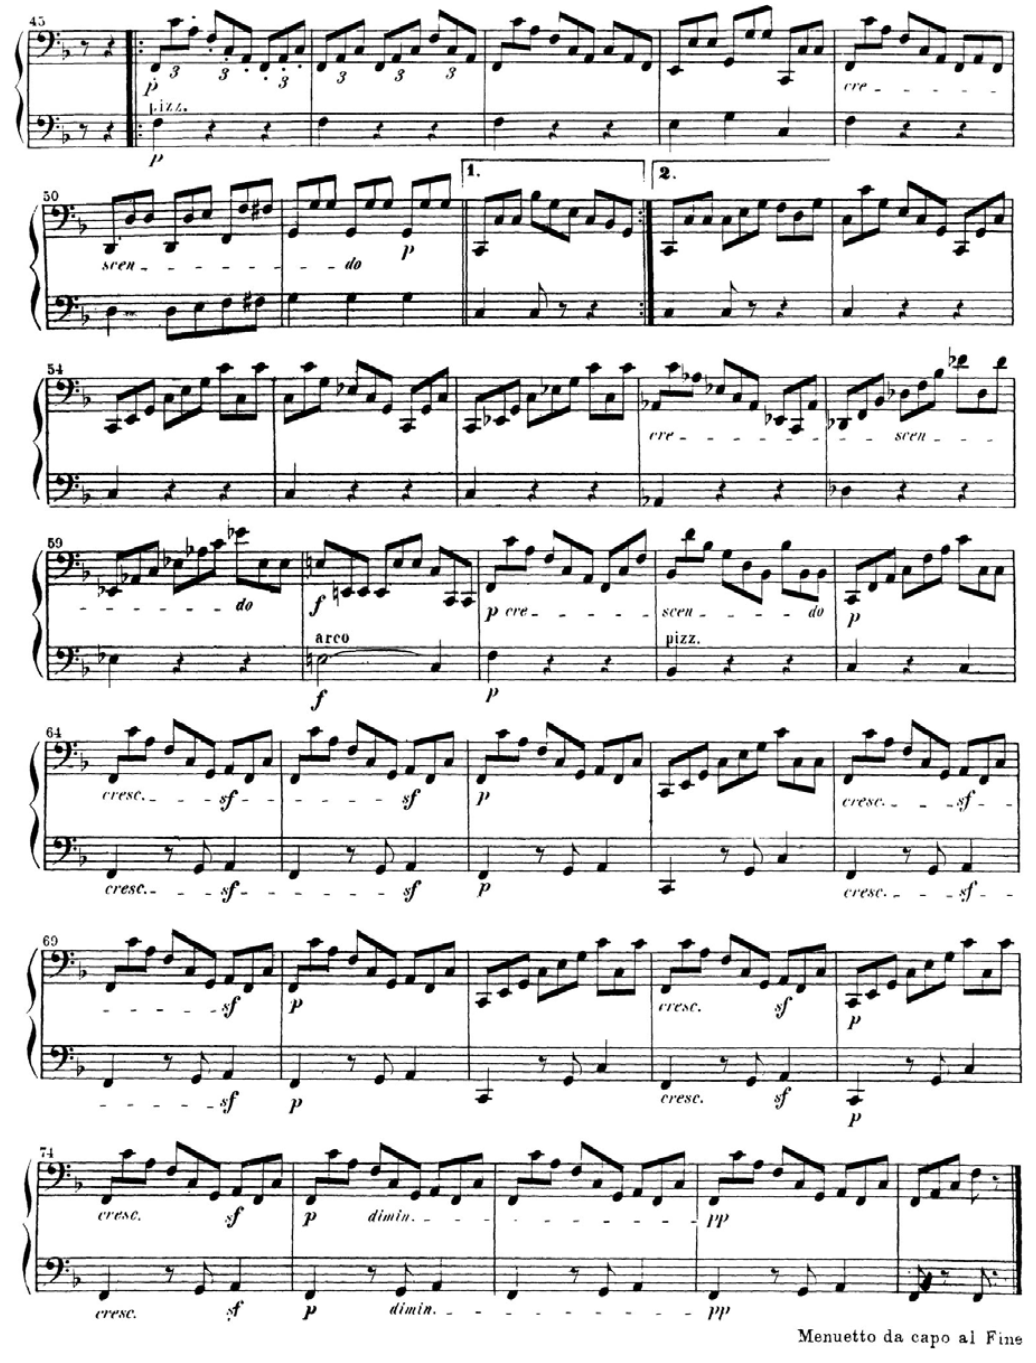 45
3 3 3 3 3 3
p cre-
pizz.
p
50 1. 2.
scen- do p
54
cre- scen-
59
do f p cre- scen- do p
arco pizz.
f p
64
cresc. sf sf p cresc. sf
cresc. sf sf p cresc. sf
69
sf p cresc. sf p
sf p cresc. sf p
74
cresc. sf p dimin. pp
cresc. sf p dimin. pp
Menuetto da capo al Fine